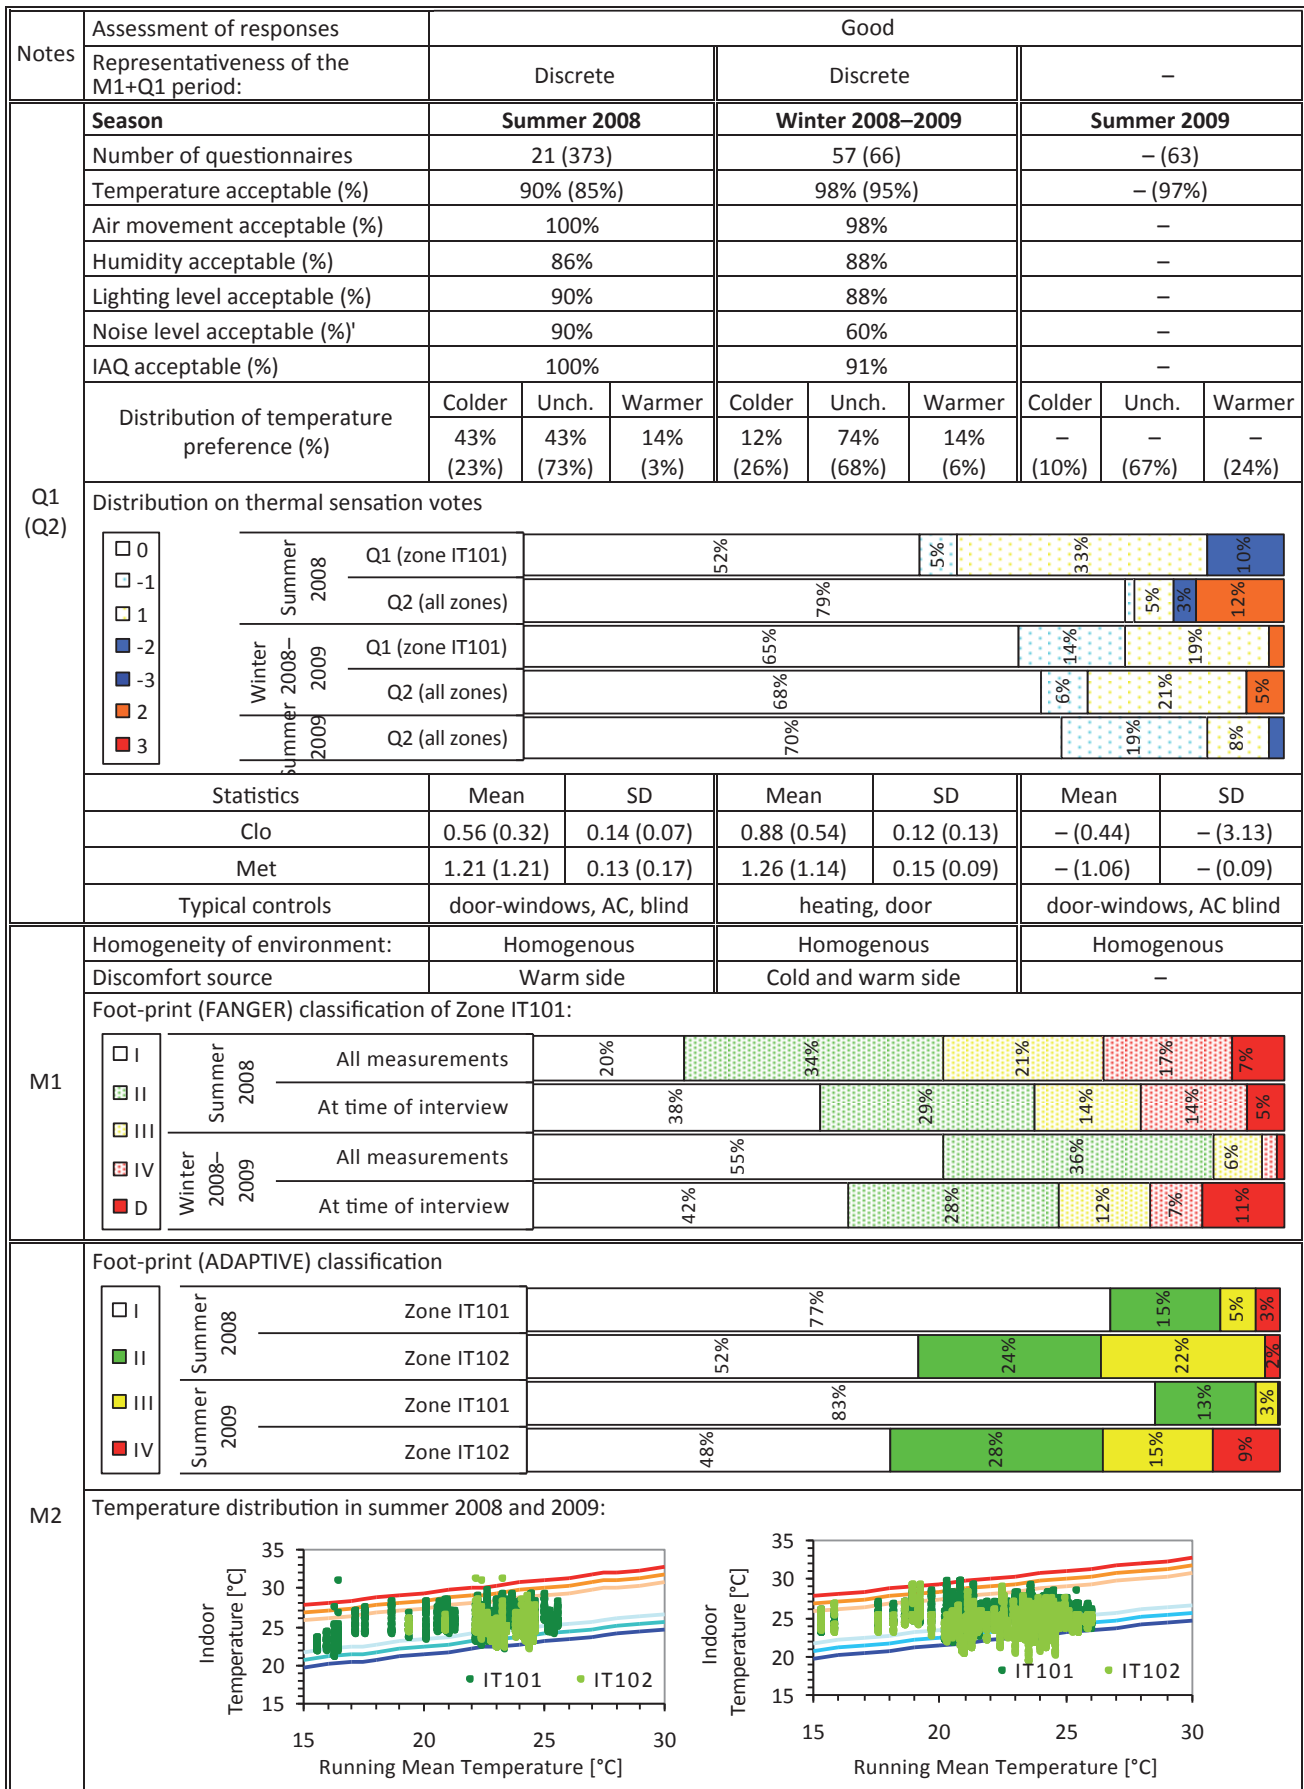 Notes
Assessment of responses
Good
Representativeness of the
M1+Q1 period:
Discrete
Discrete
–
Q1
(Q2)
Season
Summer 2008
Winter 2008–2009
Summer 2009
Number of questionnaires
21 (373)
57 (66)
– (63)
Temperature acceptable (%)
90% (85%)
98% (95%)
– (97%)
Air movement acceptable (%)
100%
98%
–
Humidity acceptable (%)
86%
88%
–
Lighting level acceptable (%)
90%
88%
–
Noise level acceptable (%)'
90%
60%
–
IAQ acceptable (%)
100%
91%
–
Distribution of temperature
preference (%)
Colder Unch. Warmer Colder Unch. Warmer Colder Unch. Warmer
43% 43% 14% 12% 74% 14% – – –
(23%) (73%) (3%) (26%) (68%) (6%) (10%) (67%) (24%)
Distribution on thermal sensation votes
0
-1
1
-2
-3
2
3
Summer
2008
Q1 (zone IT101)
52% 5% 33% 10%
Q2 (all zones)
79% 5% 3% 12%
Winter
2008–
2009
Q1 (zone IT101)
65% 14% 19%
Q2 (all zones)
68% 6% 21% 5%
Summer
2009
Q2 (all zones)
70% 19% 8%
Statistics
Mean SD Mean SD Mean SD
Clo
0.56 (0.32) 0.14 (0.07) 0.88 (0.54) 0.12 (0.13) – (0.44) – (3.13)
Met
1.21 (1.21) 0.13 (0.17) 1.26 (1.14) 0.15 (0.09) – (1.06) – (0.09)
Typical controls
door-windows, AC, blind
heating, door
door-windows, AC blind
M1
Homogeneity of environment:
Homogenous
Homogenous
Homogenous
Discomfort source
Warm side
Cold and warm side
–
Foot-print (FANGER) classification of Zone IT101:
I
II
III
IV
D
Summer
2008
All measurements
20% 34% 21% 17% 7%
At time of interview
38% 29% 14% 14% 5%
Winter
2008–
2009
All measurements
55% 36% 6%
At time of interview
42% 28% 12% 7% 11%
M2
Foot-print (ADAPTIVE) classification
I
II
III
IV
Summer
2008
Zone IT101
77% 15% 5% 3%
Zone IT102
52% 24% 22% 2%
Summer
2009
Zone IT101
83% 13% 3%
Zone IT102
48% 28% 15% 9%
Temperature distribution in summer 2008 and 2009:
Indoor
Temperature [°C]
35
30
25
20
15
IT101 IT102
15 20 25 30
Running Mean Temperature [°C]
Indoor
Temperature [°C]
35
30
25
20
15
IT101 IT102
15 20 25 30
Running Mean Temperature [°C]